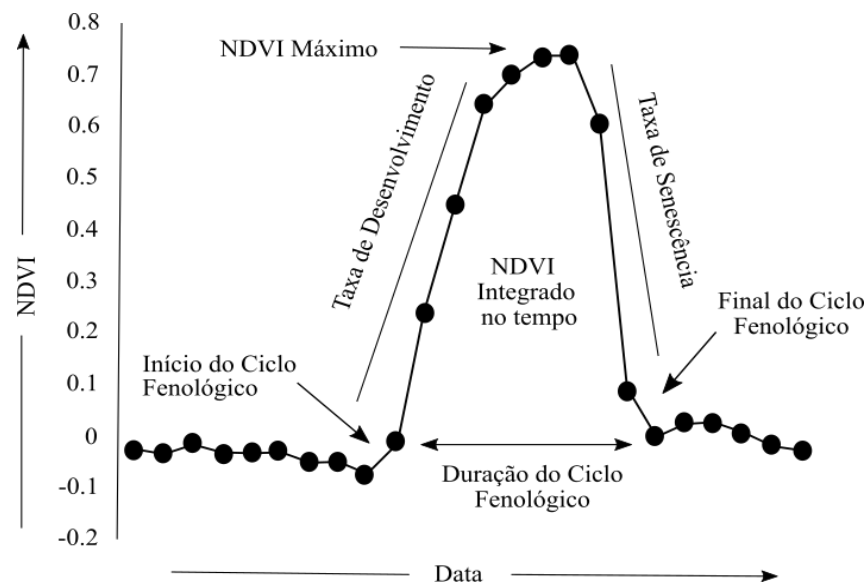 0.8
0.7
0.6
0.5
0.4
0.3
0.2
0.1
0
-0.1
-0.2
NDVI
NDVI Máximo
Taxa de Desenvolvimento
Taxa de Senescência
NDVI
Integrado
no tempo
Final do Ciclo
Fenológico
Início do Ciclo
Fenológico
Duração do Ciclo
Fenológico
Data